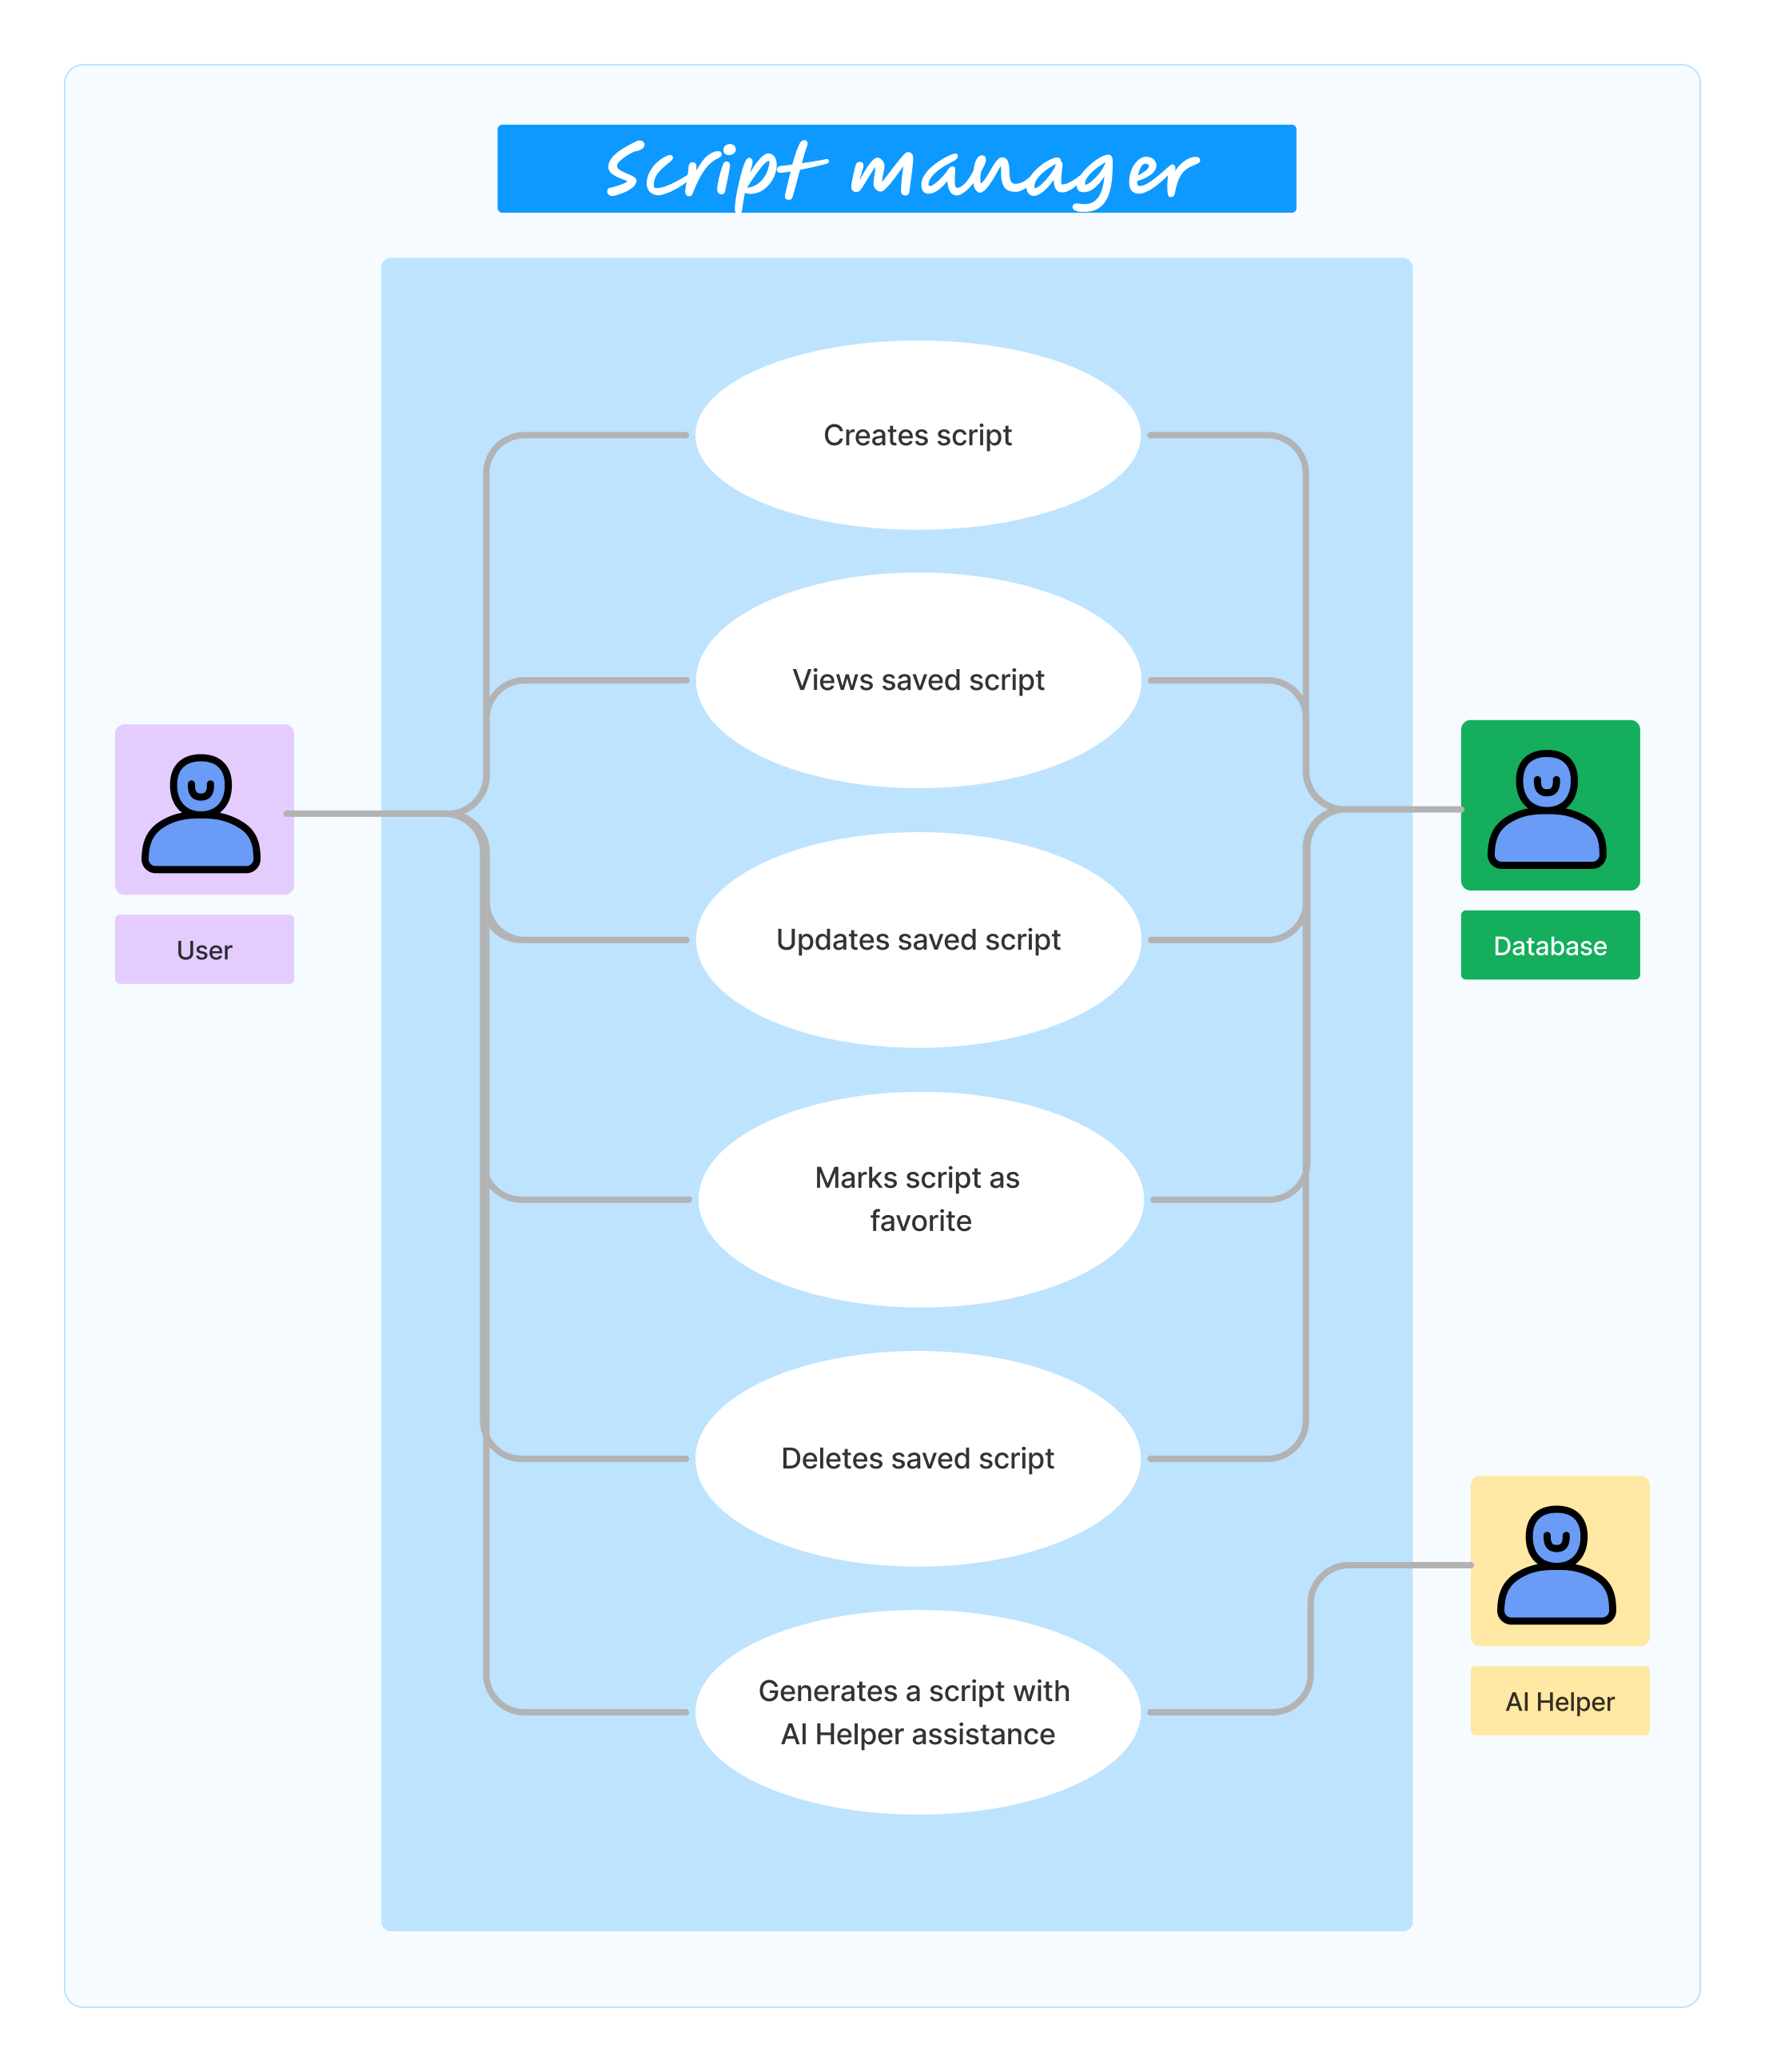 Script manager
Creates script
Views saved script
Updates saved script
User
Database
Marks script as
favorite
Deletes saved script
Generates a script with
AI Helper assistance
AI Helper